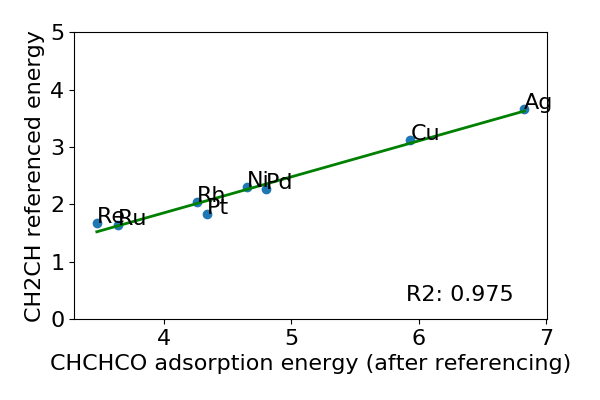 CH2CH referenced energy
5
4
3
2
1
0
Ag
Cu
Ni
Pd
Rh
Pt
Re
Ru
R2: 0.975
4
5
6
7
CHCHCO adsorption energy (after referencing)